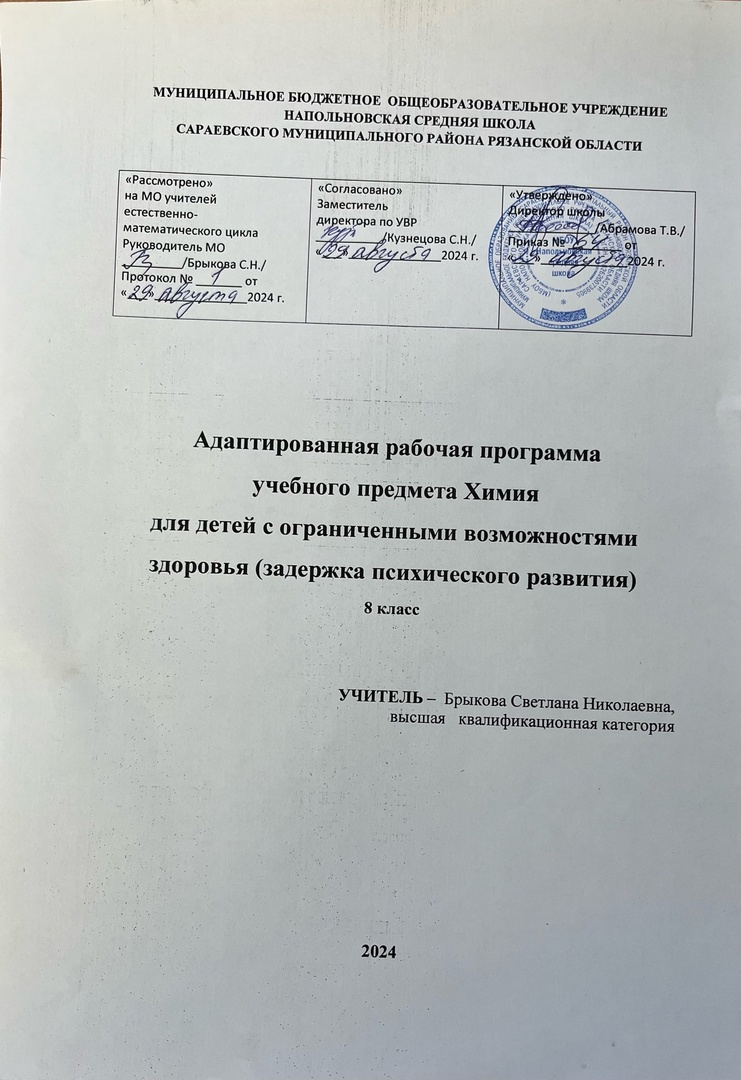 МУНИЦИПАЛЬНОЕ БЮДЖЕТНОЕ ОБЩЕОБРАЗОВАТЕЛЬНОЕ УЧРЕЖДЕНИЕ
НАПОЛЬНОВСКАЯ СРЕДНЯЯ ШКОЛА
САРАЕВСКОГО МУНИЦИПАЛЬНОГО РАЙОНА РЯЗАНСКОЙ ОБЛАСТИ
«Рассмотрено»
на МО учителей
естественно-
математического цикла
Руководитель МО
/Брыкова С.Н./
Протокол № 1 от
«29» августа 2024 г.
«Согласовано»
Заместитель
директора по УВР
/Кузнецова С.Н./
«29» августа 2024 г.
«Утверждено»
Директор школы
/Абрамова Т.В./
Приказ № 64 от
«29» августа 2024 г.
Адаптированная рабочая программа
учебного предмета Химия
для детей с ограниченными возможностями
здоровья (задержка психического развития)
8 класс
УЧИТЕЛЬ – Брыкова Светлана Николаевна,
высшая квалификационная категория
2024